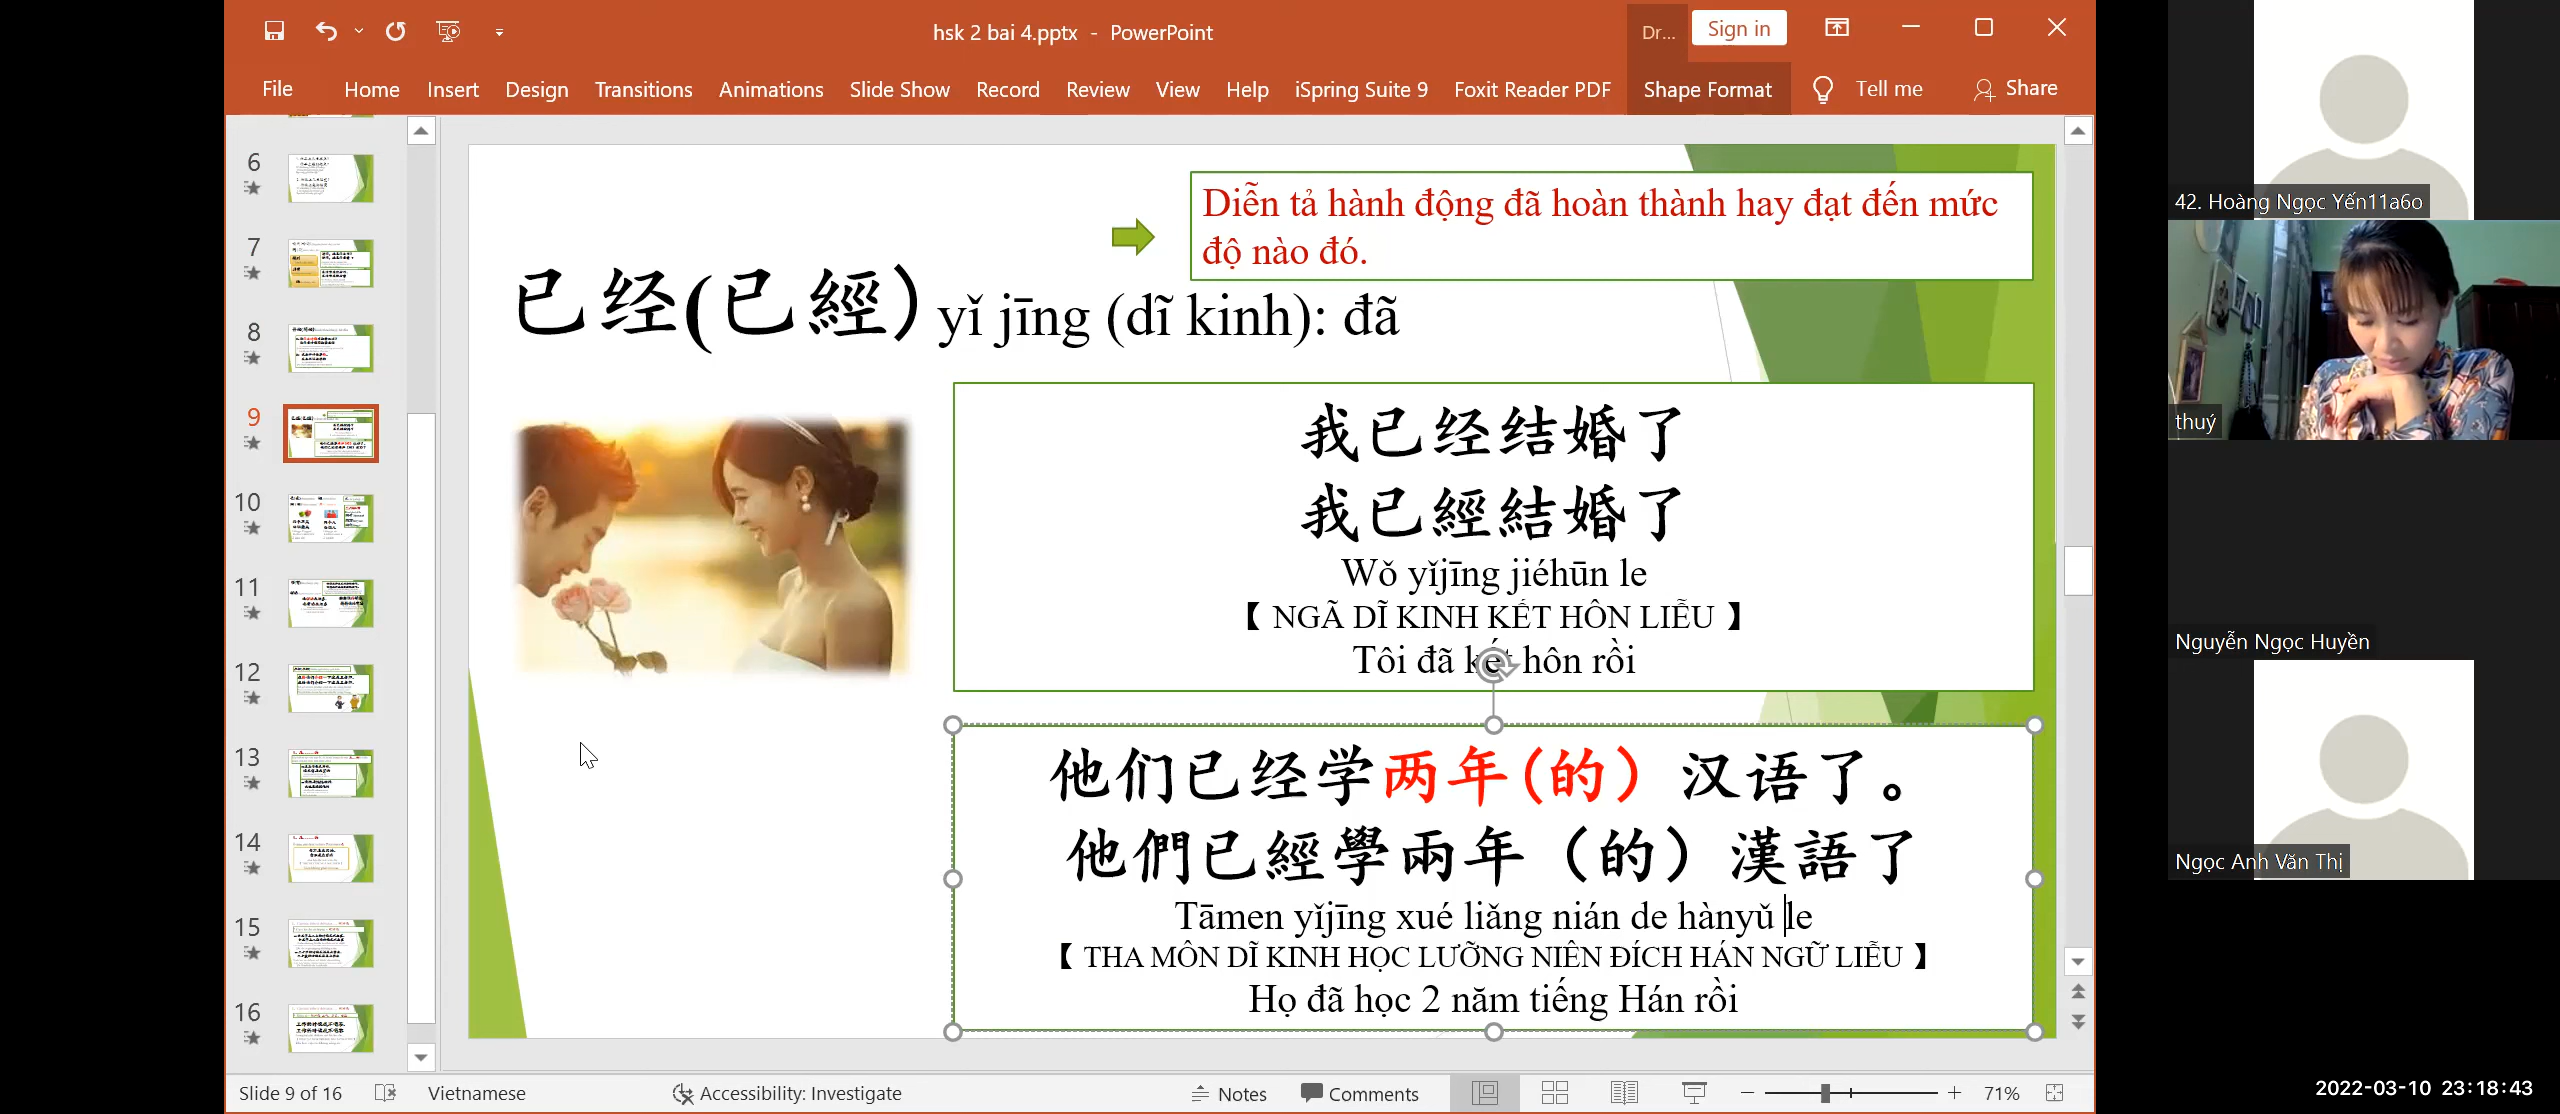 hsk 2 bai 4.pptx - PowerPoint
Dr...
Sign in
File Home Insert Design Transitions Animations Slide Show Record Review View Help iSpring Suite 9 Foxit Reader PDF Shape Format Tell me Share
6
7
8
9
10
11
12
13
14
15
16
Diễn tả hành động đã hoàn thành hay đạt đến mức
độ nào đó.
已经(已經) yǐ jīng (dĩ kinh): đã
我已经结婚了
我已經結婚了
Wǒ yǐjīng jiéhūn le
【 NGÃ DĨ KINH KẾT HÔN LIỄU 】
Tôi đã kết hôn rồi
他们已经学两年(的）汉语了。
他們已經學兩年（的）漢語了
Tāmen yǐjīng xué liǎng nián de hànyǔ le
【 THA MÔN DĨ KINH HỌC LƯỠNG NIÊN ĐÍCH HÁN NGỮ LIỄU 】
Họ đã học 2 năm tiếng Hán rồi
Slide 9 of 16 Vietnamese Accessibility: Investigate Notes Comments 71%
42. Hoàng Ngọc Yến11a6o
thuý
Nguyễn Ngọc Huyền
Ngọc Anh Văn Thị
2022-03-10 23:18:43